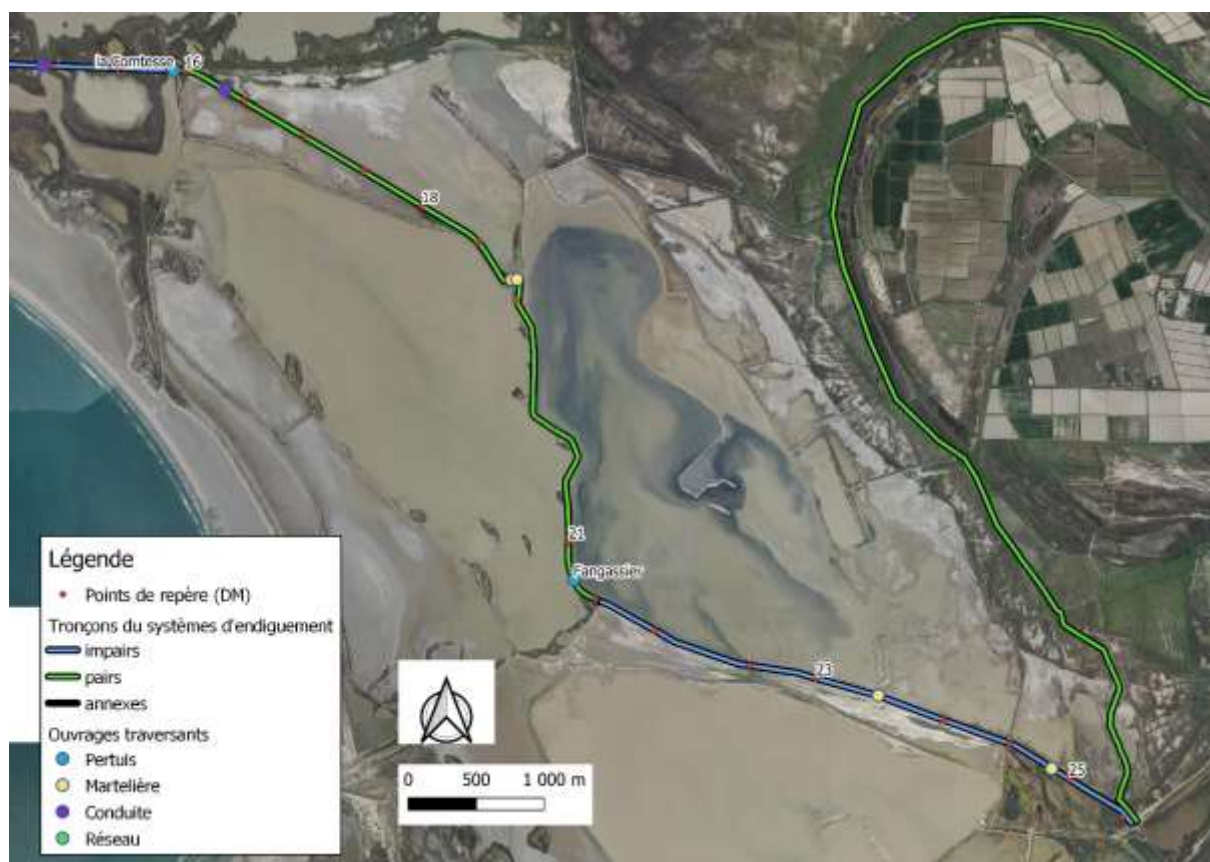 la Comtesse 16
18
21
Fangassier
23
25
Légende
Points de repère (DM)
Tronçons du systèmes d'endiguement
impairs
pairs
annexes
Ouvrages traversants
Pertuis
Martelière
Conduite
Réseau
0 500 1 000 m